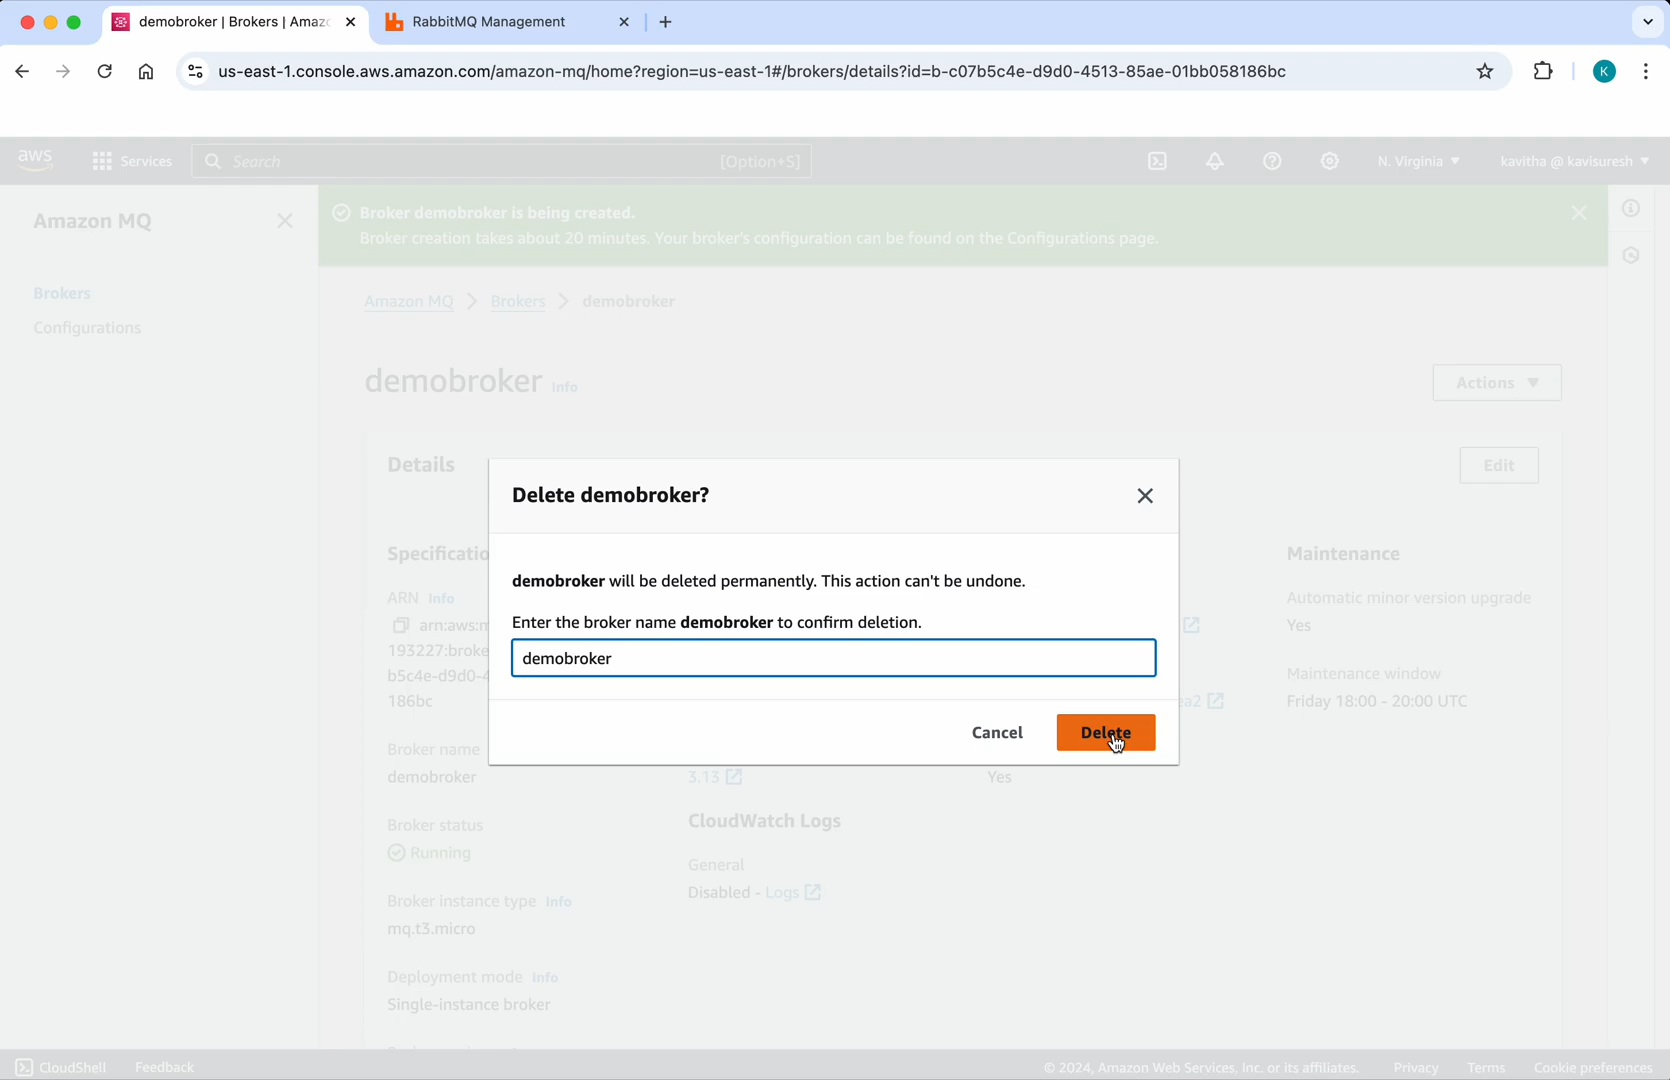 demobroker | Brokers | Amaz
RabbitMQ Management
us-east-1.console.aws.amazon.com/amazon-mq/home?region=us-east-1#/brokers/details?id=b-c07b5c4e-d9d0-4513-85ae-01bb058186bc
K
aws
Services
Search
[Option+S]
N. Virginia
kavitha @ kavisuresh
Amazon MQ
Brokers
Configurations
Broker demobroker is being created.
Broker creation takes about 20 minutes. Your broker's configuration can be found on the Configurations page.
Amazon MQ
Brokers
demobroker
demobroker Info
Actions
Details
Edit
Delete demobroker?
demobroker will be deleted permanently. This action can't be undone.
Enter the broker name demobroker to confirm deletion.
demobroker
Cancel
Delete
Specificatio
ARN Info
arn:aws:m
193227:broke
b5c4e-d9d0-4
186bc
Broker name
demobroker
Broker status
Running
Broker instance type Info
mq.t3.micro
Deployment mode Info
Single-instance broker
3.13
CloudWatch Logs
General
Disabled - Logs
ea2
Yes
Maintenance
Automatic minor version upgrade
Yes
Maintenance window
Friday 18:00 - 20:00 UTC
CloudShell
Feedback
© 2024, Amazon Web Services, Inc. or its affiliates.
Privacy
Terms
Cookie preferences